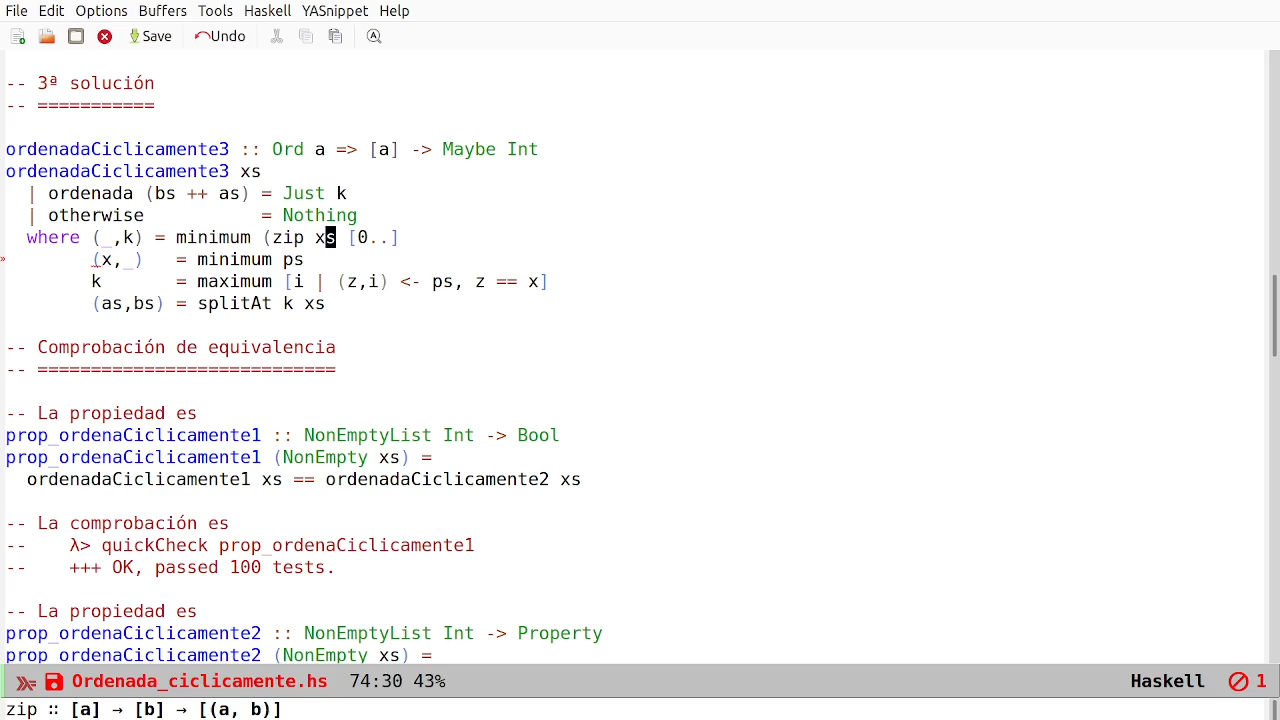 File Edit Options Buffers Tools Haskell YASnippet Help
Save Undo
-- 3ª solución
-- ===========
ordenadaCiclicamente3 :: Ord a => [a] -> Maybe Int
ordenadaCiclicamente3 xs
  | ordenada (bs ++ as) = Just k
  | otherwise           = Nothing
  where (_,k) = minimum (zip xs [0..]
        (x,_)   = minimum ps
        k       = maximum [i | (z,i) <- ps, z == x]
        (as,bs) = splitAt k xs
-- Comprobación de equivalencia
-- ============================
-- La propiedad es
prop_ordenaCiclicamente1 :: NonEmptyList Int -> Bool
prop_ordenaCiclicamente1 (NonEmpty xs) =
  ordenadaCiclicamente1 xs == ordenadaCiclicamente2 xs
-- La comprobación es
--    λ> quickCheck prop_ordenaCiclicamente1
--    +++ OK, passed 100 tests.
-- La propiedad es
prop_ordenaCiclicamente2 :: NonEmptyList Int -> Property
prop_ordenaCiclicamente2 (NonEmpty xs) =
Ordenada_ciclicamente.hs 74:30 43% Haskell 1
zip :: [a] → [b] → [(a, b)]